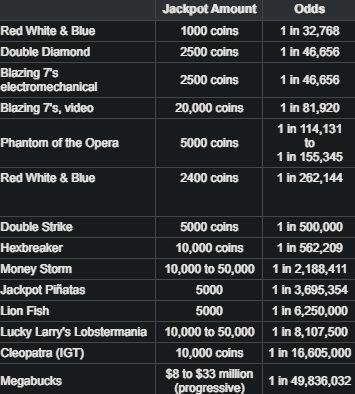 Jackpot Amount Odds
Red White & Blue 1000 coins 1 in 32,768
Double Diamond 2500 coins 1 in 46,656
Blazing 7's
electromechanical 2500 coins 1 in 46,656
Blazing 7's, video 20,000 coins 1 in 81,920
Phantom of the Opera 5000 coins 1 in 114,131
to
1 in 155,345
Red White & Blue 2400 coins 1 in 262,144
Double Strike 5000 coins 1 in 500,000
Hexbreaker 10,000 coins 1 in 562,209
Money Storm 10,000 to 50,000 1 in 2,188,411
Jackpot Piñatas 5000 1 in 3,695,354
Lion Fish 5000 1 in 6,250,000
Lucky Larry's Lobstermania 10,000 to 50,000 1 in 8,107,500
Cleopatra (IGT) 10,000 coins 1 in 16,605,000
Megabucks $8 to $33 million
(progressive) 1 in 49,836,032